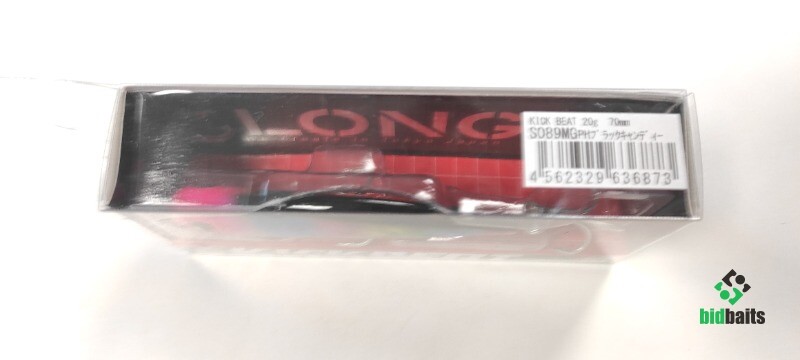 LONG
KICK BEAT 20g 70mm
S089MGPHﾌﾞﾗｯｸｷｬﾝﾃﾞｨｰ
4 562329 636873
bidbaits